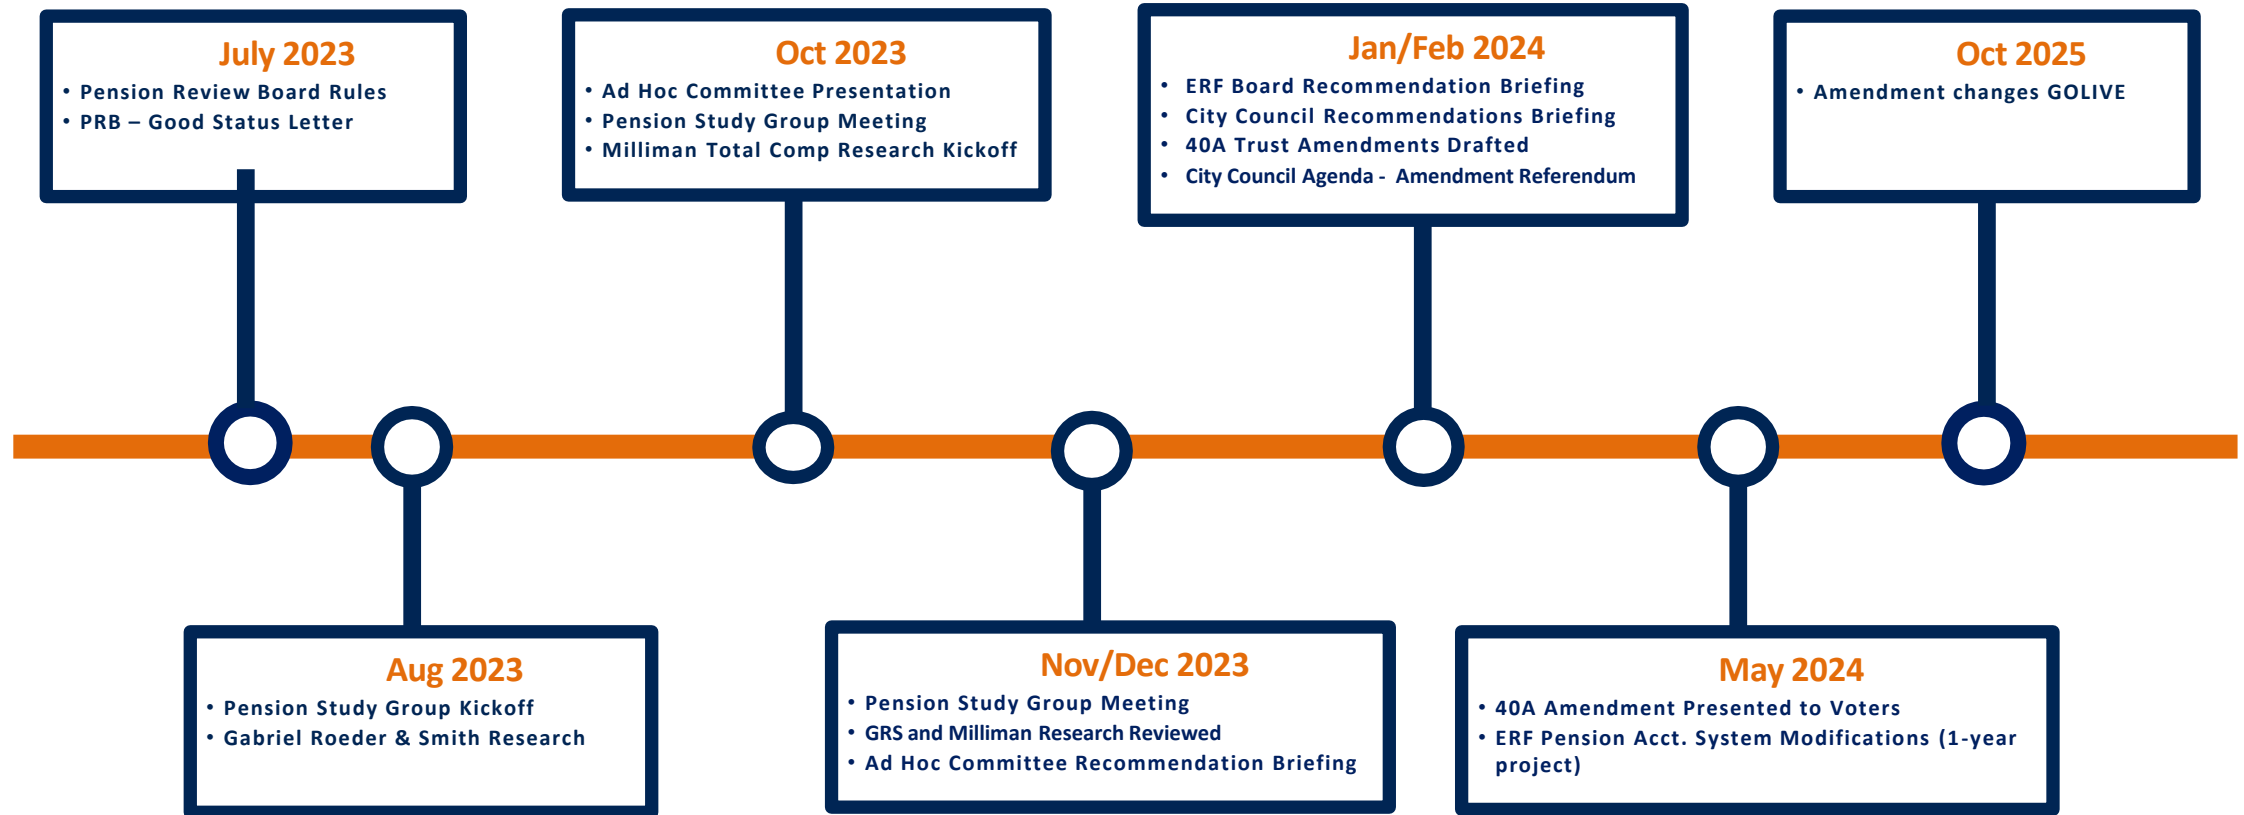 July 2023
• Pension Review Board Rules
• PRB – Good Status Letter
Aug 2023
• Pension Study Group Kickoff
• Gabriel Roeder & Smith Research
Oct 2023
• Ad Hoc Committee Presentation
• Pension Study Group Meeting
• Milliman Total Comp Research Kickoff
Nov/Dec 2023
• Pension Study Group Meeting
• GRS and Milliman Research Reviewed
• Ad Hoc Committee Recommendation Briefing
Jan/Feb 2024
• ERF Board Recommendation Briefing
• City Council Recommendations Briefing
• 40A Trust Amendments Drafted
• City Council Agenda - Amendment Referendum
May 2024
• 40A Amendment Presented to Voters
• ERF Pension Acct. System Modifications (1-year
project)
Oct 2025
• Amendment changes GOLIVE